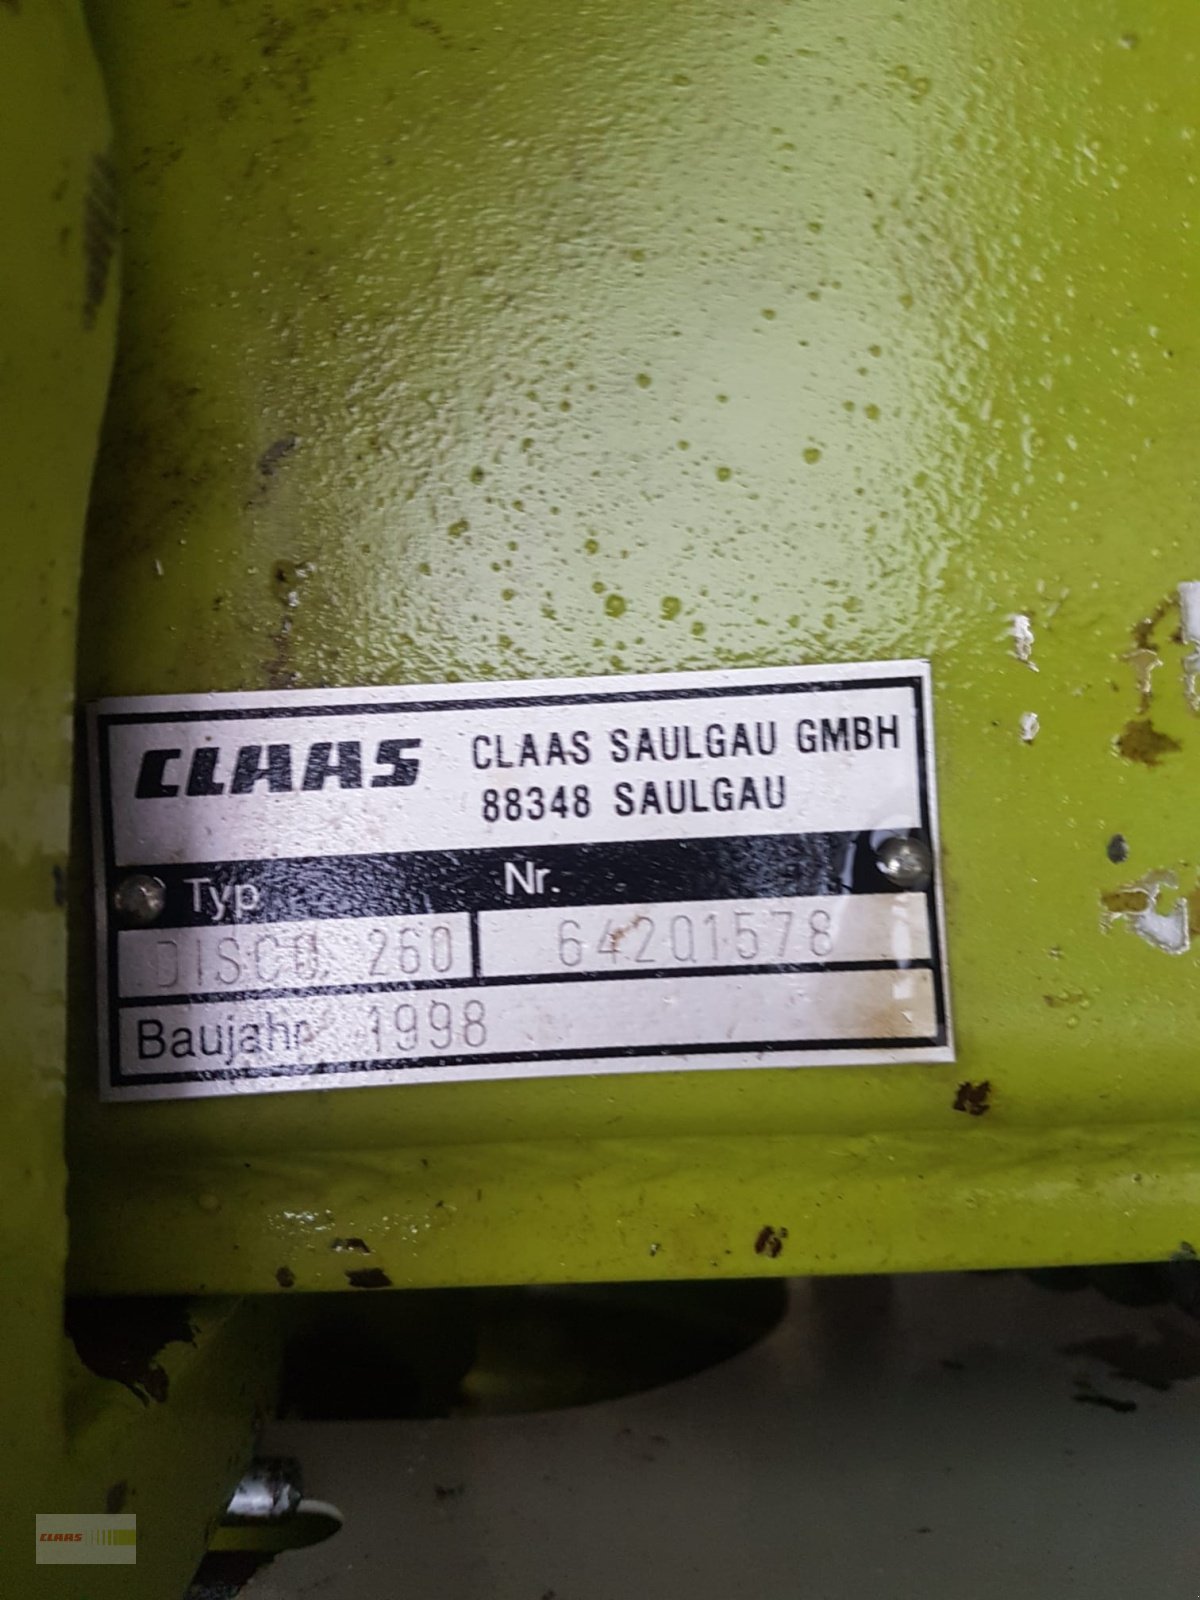 CLAAS
CLAAS SAULGAU GMBH
88348 SAULGAU
Typ Nr.
DISCO 260 64201578
Baujahr 1998
CLAAS